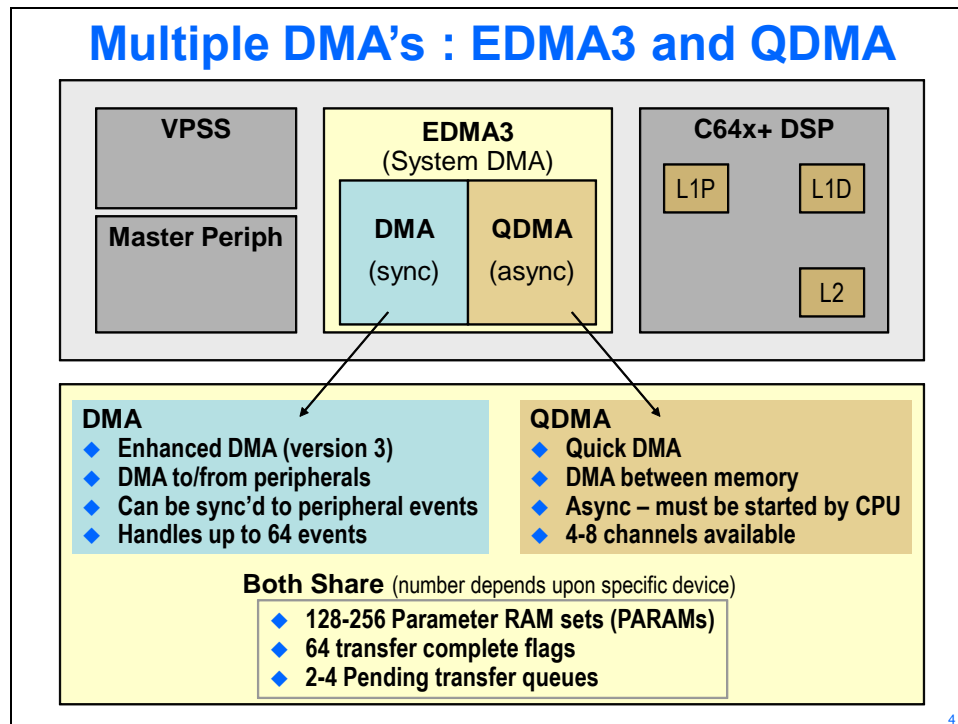 Multiple DMA's : EDMA3 and QDMA
VPSS
Master Periph
EDMA3
(System DMA)
DMA
(sync)
QDMA
(async)
C64x+ DSP
L1P
L1D
L2
DMA
◆ Enhanced DMA (version 3)
◆ DMA to/from peripherals
◆ Can be sync'd to peripheral events
◆ Handles up to 64 events
QDMA
◆ Quick DMA
◆ DMA between memory
◆ Async – must be started by CPU
◆ 4-8 channels available
Both Share (number depends upon specific device)
◆ 128-256 Parameter RAM sets (PARAMs)
◆ 64 transfer complete flags
◆ 2-4 Pending transfer queues
4